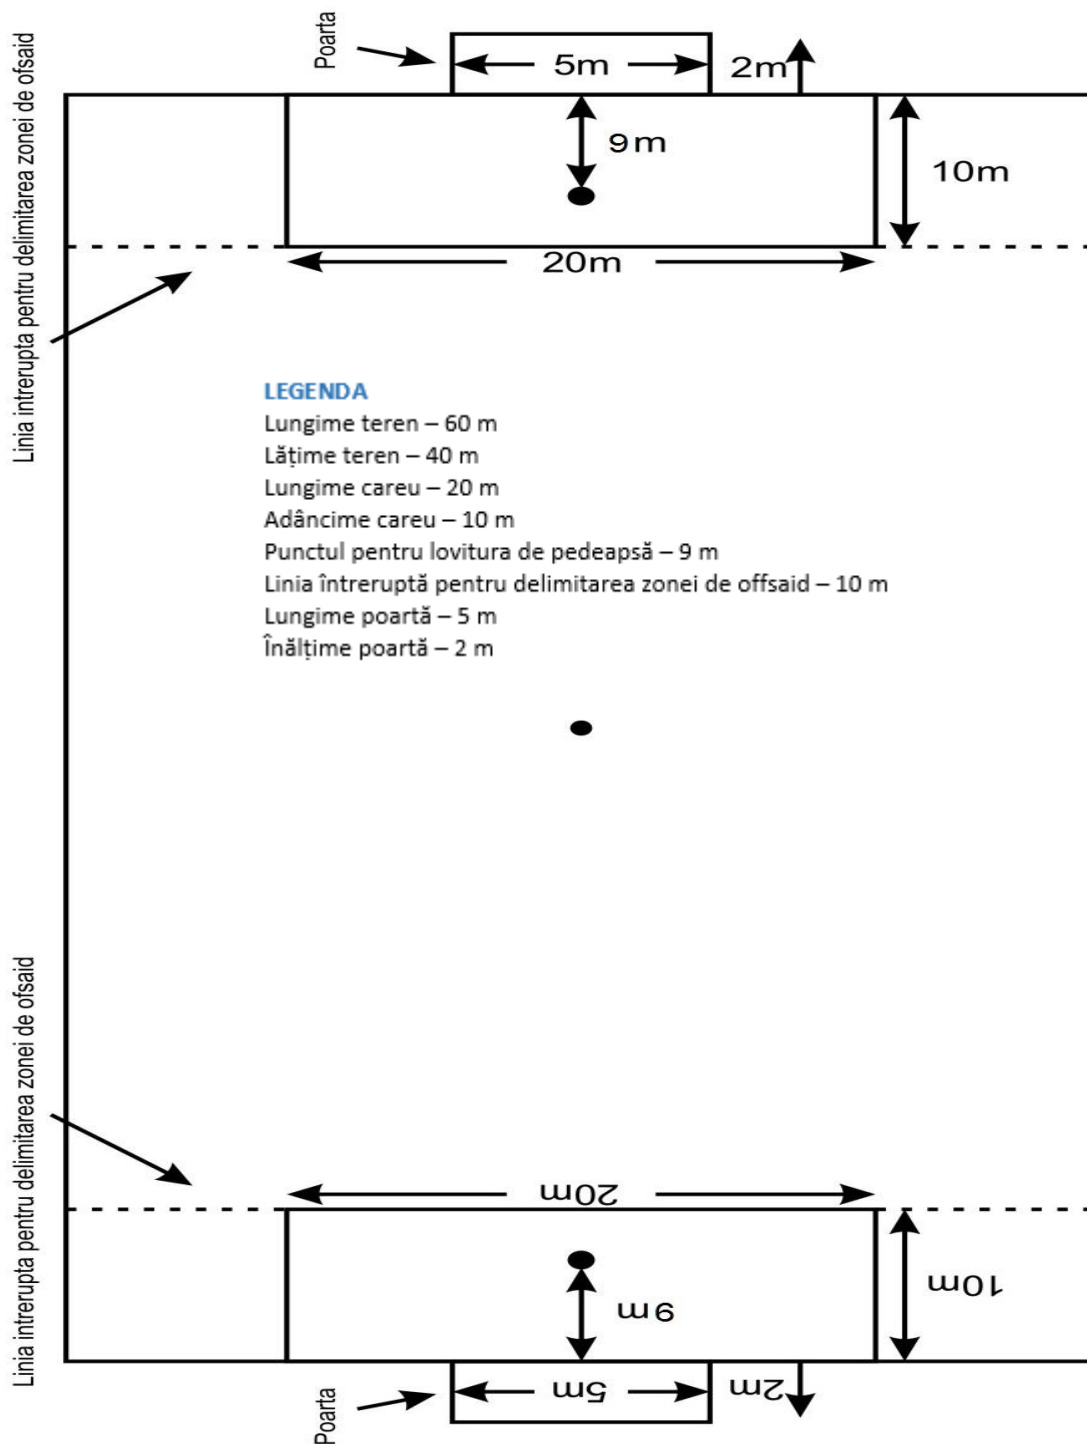 Poarta
5m
2m
9m
10m
20m
Linia intrerupta pentru delimitarea zonei de ofsaid
LEGENDA
Lungime teren – 60 m
Lățime teren – 40 m
Lungime careu – 20 m
Adâncime careu – 10 m
Punctul pentru lovitura de pedeapsă – 9 m
Linia întreruptă pentru delimitarea zonei de offsaid – 10 m
Lungime poartă – 5 m
Înălțime poartă – 2 m
Linia intrerupta pentru delimitarea zonei de ofsaid
20m
10m
9m
5m
2m
Poarta